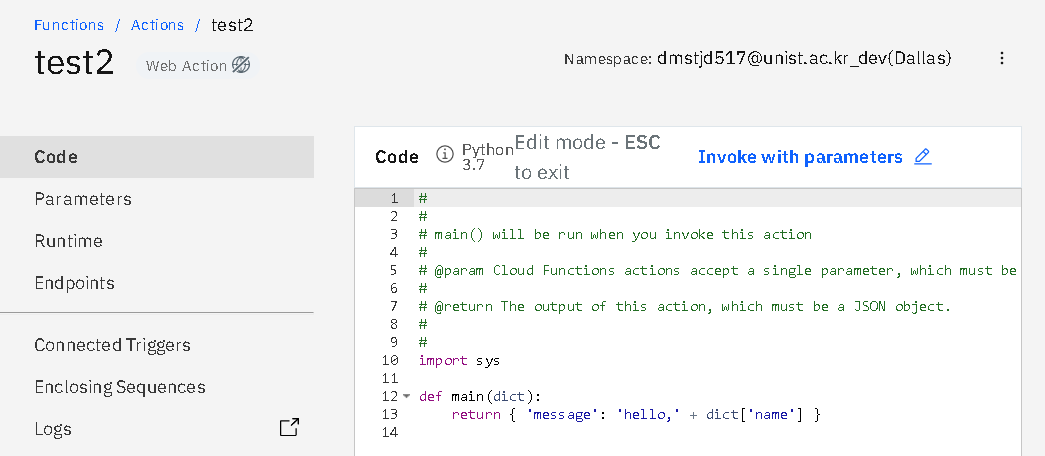 Functions / Actions / test2
test2 Web Action
Namespace: dmstjd517@unist.ac.kr_dev(Dallas)
Code
Parameters
Runtime
Endpoints
Connected Triggers
Enclosing Sequences
Logs
Code Python 3.7 Edit mode - ESC to exit Invoke with parameters
1 #
2 #
3 # main() will be run when you invoke this action
4 #
5 # @param Cloud Functions actions accept a single parameter, which must be
6 #
7 # @return The output of this action, which must be a JSON object.
8 #
9 #
10 import sys
11
12 def main(dict):
13 return { 'message': 'hello,' + dict['name'] }
14